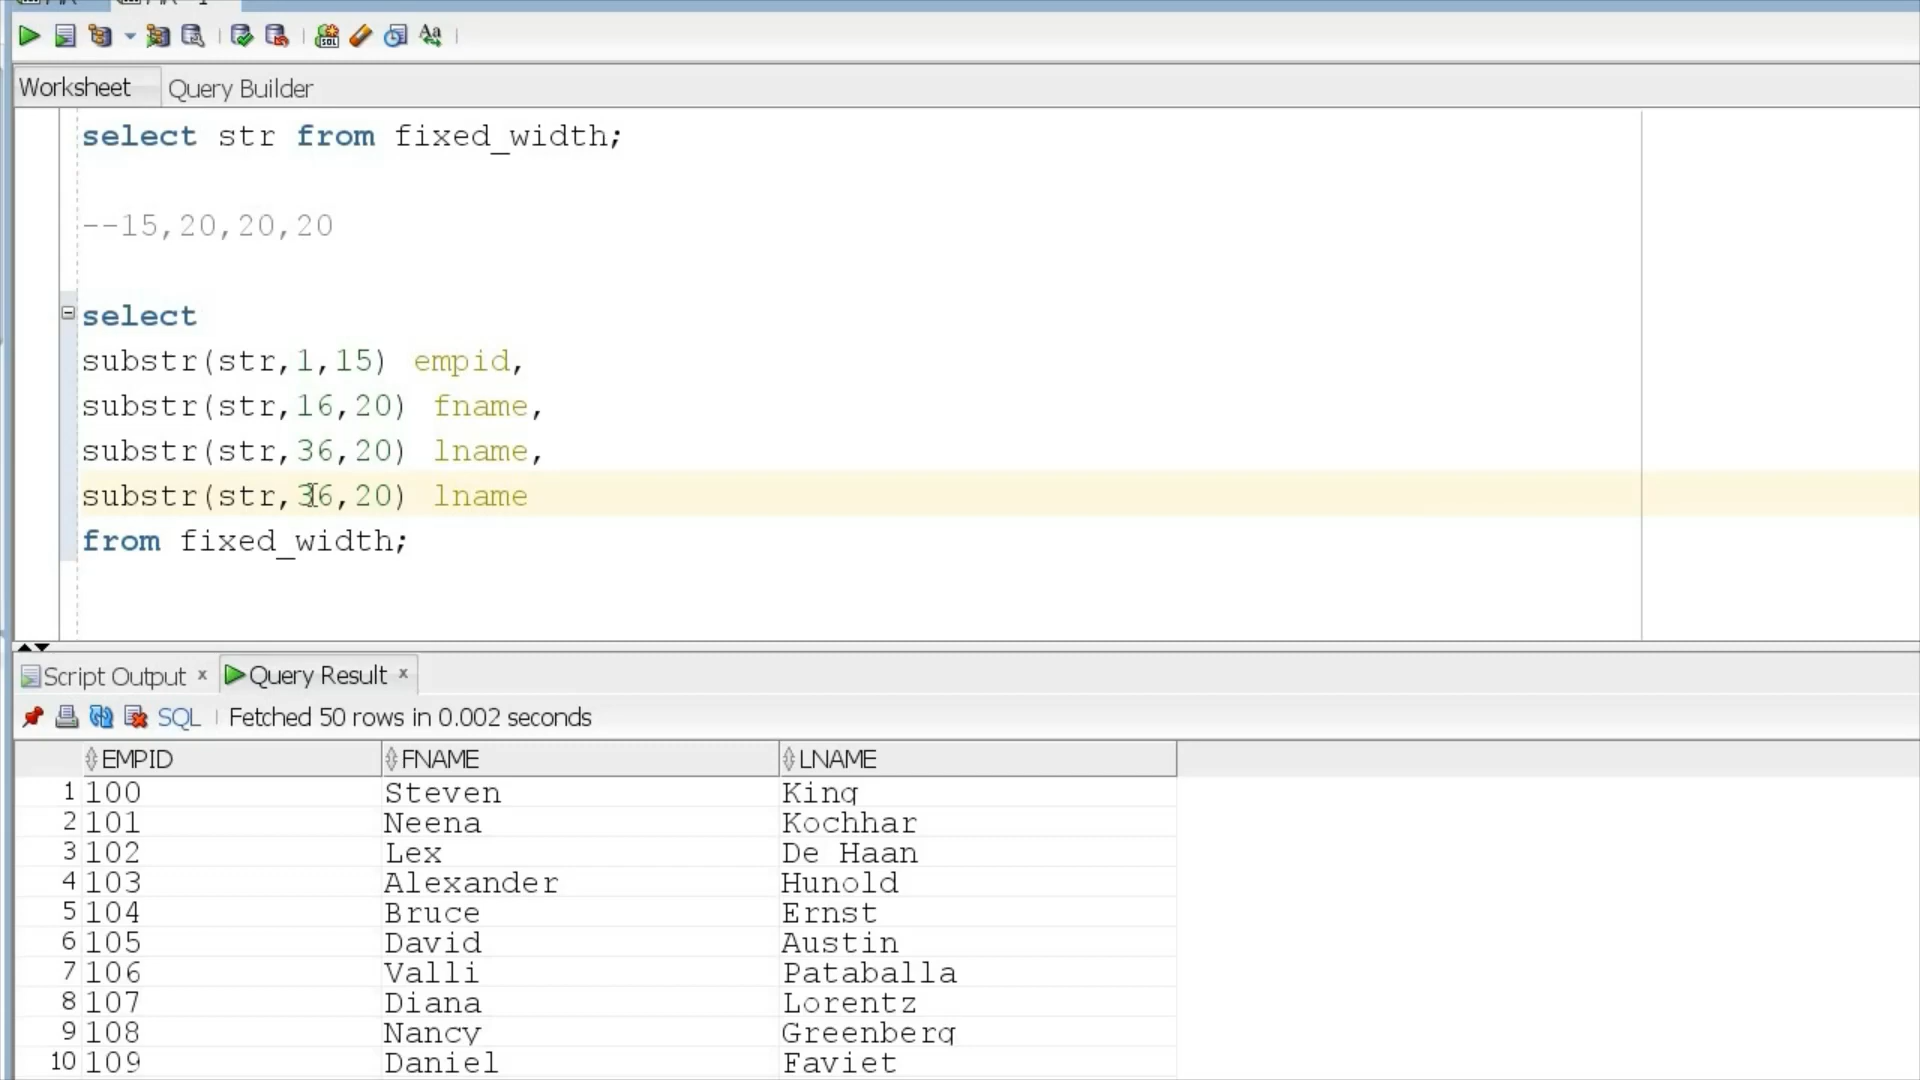 Worksheet Query Builder
select str from fixed_width;
--15,20,20,20
select
substr(str,1,15) empid,
substr(str,16,20) fname,
substr(str,36,20) lname,
substr(str,36,20) lname
from fixed_width;
Script Output x Query Result x
SQL Fetched 50 rows in 0.002 seconds
EMPID FNAME LNAME
1 100 Steven King
2 101 Neena Kochhar
3 102 Lex De Haan
4 103 Alexander Hunold
5 104 Bruce Ernst
6 105 David Austin
7 106 Valli Pataballa
8 107 Diana Lorentz
9 108 Nancy Greenberg
10 109 Daniel Faviet